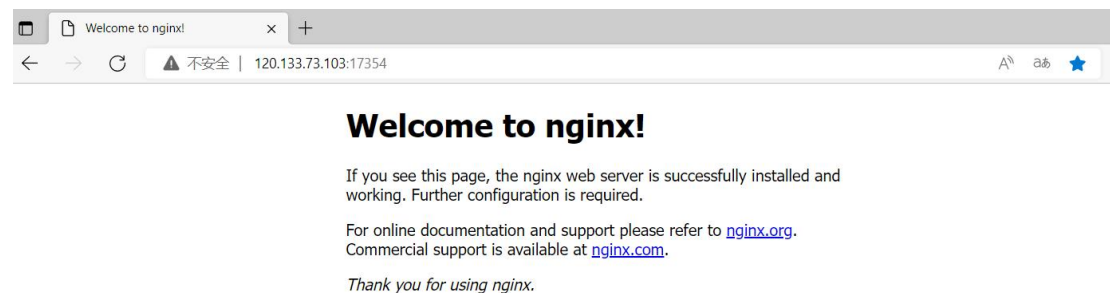 Welcome to nginx!
不安全 | 120.133.73.103:17354
Welcome to nginx!
If you see this page, the nginx web server is successfully installed and
working. Further configuration is required.
For online documentation and support please refer to nginx.org.
Commercial support is available at nginx.com.
Thank you for using nginx.